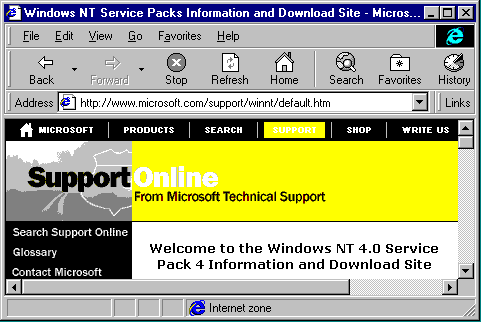 Windows NT Service Packs Information and Download Site - Micros...
File Edit View Go Favorites Help
Back Forward Stop Refresh Home Search Favorites History
Address http://www.microsoft.com/support/winnt/default.htm Links
MICROSOFT PRODUCTS SEARCH SUPPORT SHOP WRITE US
Support Online
From Microsoft Technical Support
Search Support Online
Glossary
Contact Microsoft
Welcome to the Windows NT 4.0 Service
Pack 4 Information and Download Site
Internet zone